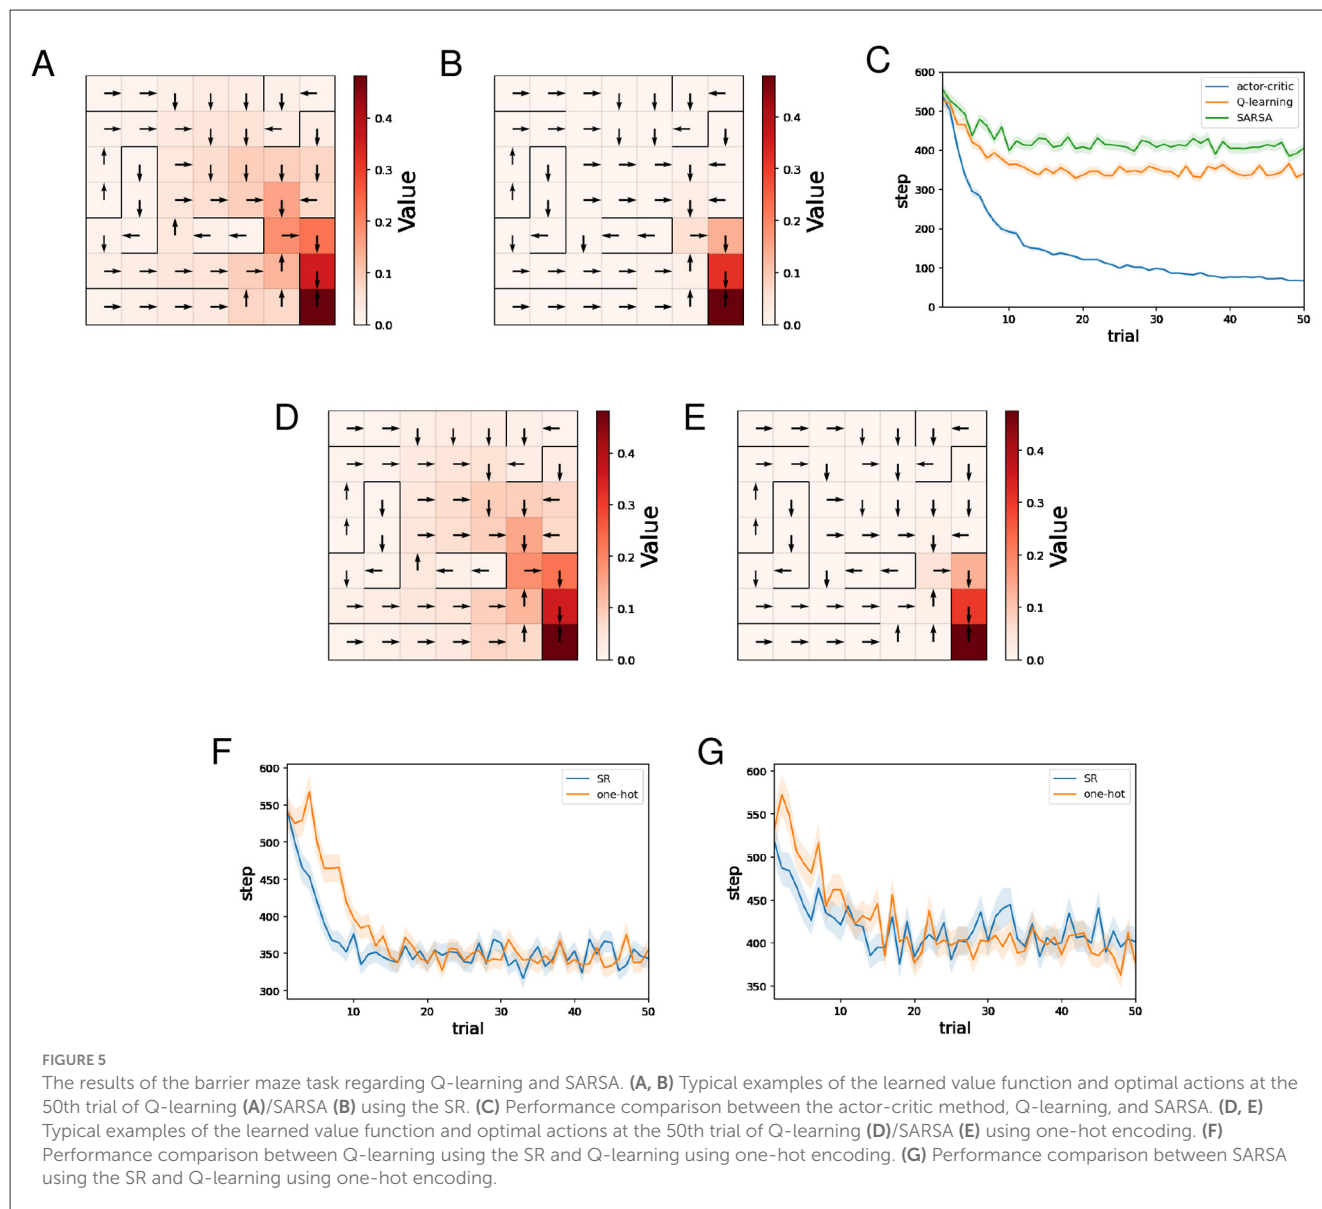 A
0.4
0.3
0.2
0.1
0.0
Value
B
0.4
0.3
0.2
0.1
0.0
Value
C
600
500
400
300
200
100
0
step
10
20
30
40
50
trial
actor-critic
Q-learning
SARSA
D
0.4
0.3
0.2
0.1
0.0
Value
E
0.4
0.3
0.2
0.1
0.0
Value
F
600
550
500
450
400
350
300
step
10
20
30
40
50
trial
SR
one-hot
G
600
550
500
450
400
350
step
10
20
30
40
50
trial
SR
one-hot
FIGURE 5
The results of the barrier maze task regarding Q-learning and SARSA. (A, B) Typical examples of the learned value function and optimal actions at the
50th trial of Q-learning (A)/SARSA (B) using the SR. (C) Performance comparison between the actor-critic method, Q-learning, and SARSA. (D, E)
Typical examples of the learned value function and optimal actions at the 50th trial of Q-learning (D)/SARSA (E) using one-hot encoding. (F)
Performance comparison between Q-learning using the SR and Q-learning using one-hot encoding. (G) Performance comparison between SARSA
using the SR and Q-learning using one-hot encoding.